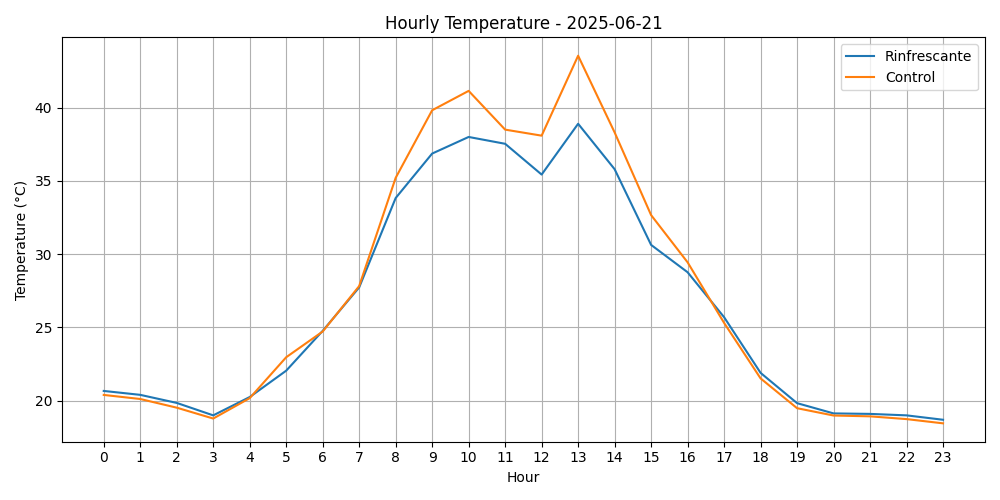 Hourly Temperature - 2025-06-21
Rinfrescante
Control
Temperature (°C)
40
35
30
25
20
0 1 2 3 4 5 6 7 8 9 10 11 12 13 14 15 16 17 18 19 20 21 22 23
Hour